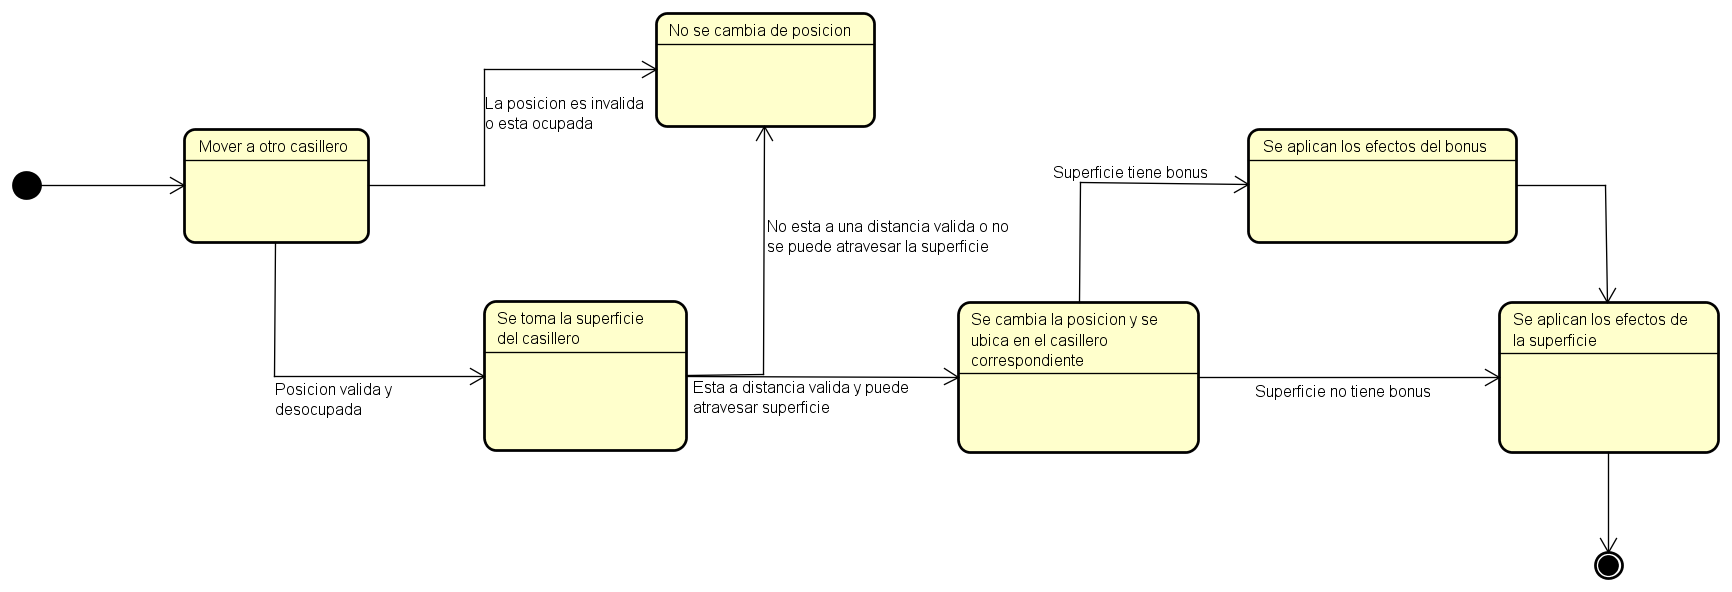 No se cambia de posicion
La posicion es invalida
o esta ocupada
Mover a otro casillero
Se aplican los efectos del bonus
Superficie tiene bonus
No esta a una distancia valida o no
se puede atravesar la superficie
Se toma la superficie
del casillero
Se cambia la posicion y se
ubica en el casillero
correspondiente
Se aplican los efectos de
la superficie
Posicion valida y
desocupada
Esta a distancia valida y puede
atravesar superficie
Superficie no tiene bonus